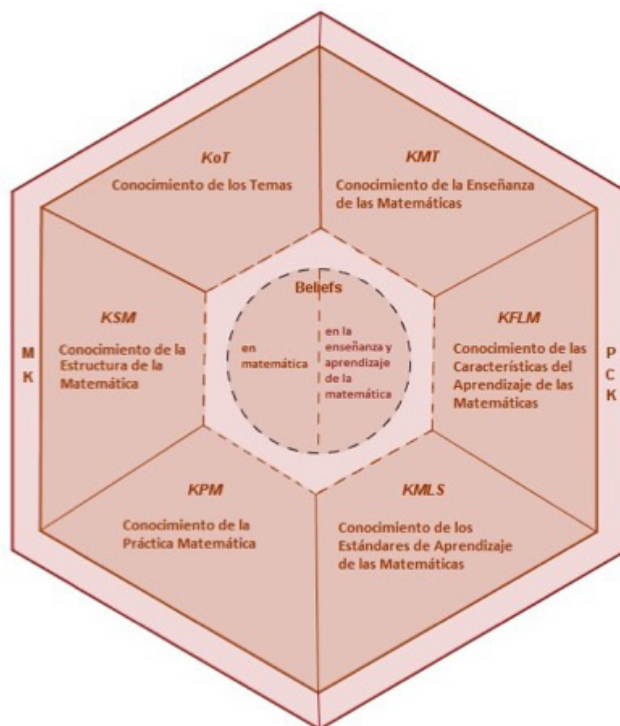 KoT
Conocimiento de los Temas
KMT
Conocimiento de la Enseñanza
de las Matemáticas
MK
KSM
Conocimiento de la
Estructura de la
Matemática
Beliefs
en
matemática
en la
enseñanza y
aprendizaje
de la
matemática
KFLM
Conocimiento de las
Características del
Aprendizaje de las
Matemáticas
PCK
KPM
Conocimiento de la
Práctica Matemática
KMLS
Conocimiento de los
Estándares de Aprendizaje
de las Matemáticas